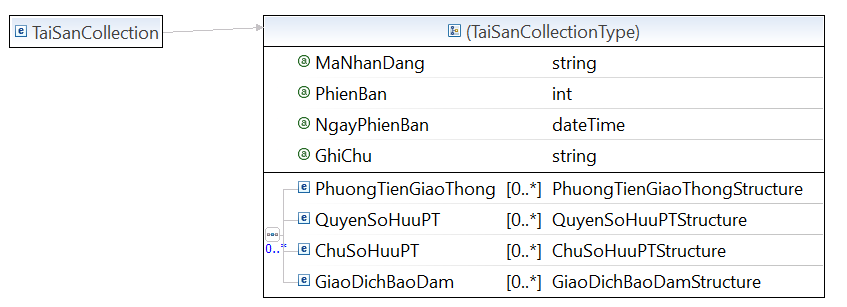 TaiSanCollection
(TaiSanCollectionType)
MaNhanDang string
PhienBan int
NgayPhienBan dateTime
GhiChu string
PhuongTienGiaoThong [0..*] PhuongTienGiaoThongStructure
QuyenSoHuuPT [0..*] QuyenSoHuuPTStructure
0..*
ChuSoHuuPT [0..*] ChuSoHuuPTStructure
GiaoDichBaoDam [0..*] GiaoDichBaoDamStructure